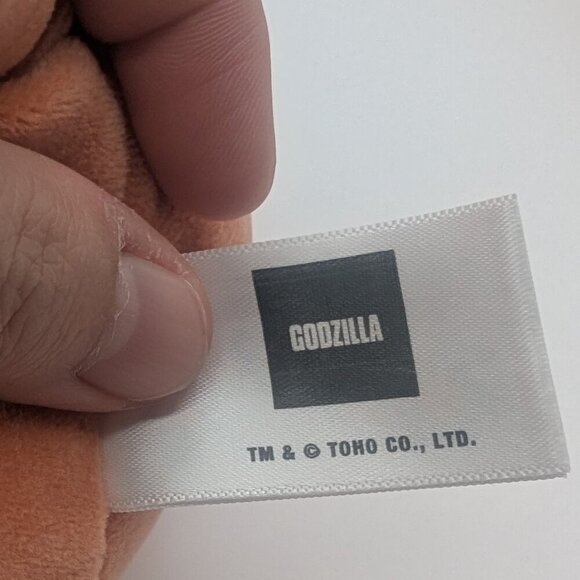 GODZILLA
TM & © TOHO CO., LTD.